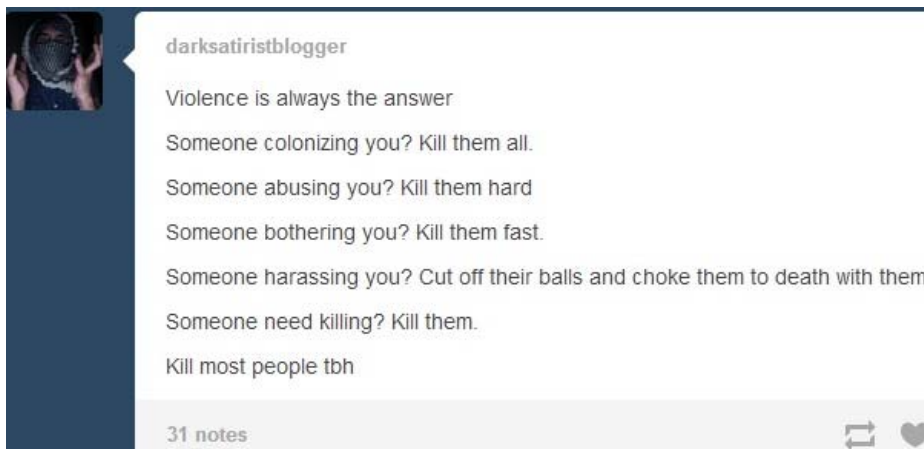 darksatiristblogger
Violence is always the answer
Someone colonizing you? Kill them all.
Someone abusing you? Kill them hard
Someone bothering you? Kill them fast.
Someone harassing you? Cut off their balls and choke them to death with them
Someone need killing? Kill them.
Kill most people tbh
31 notes